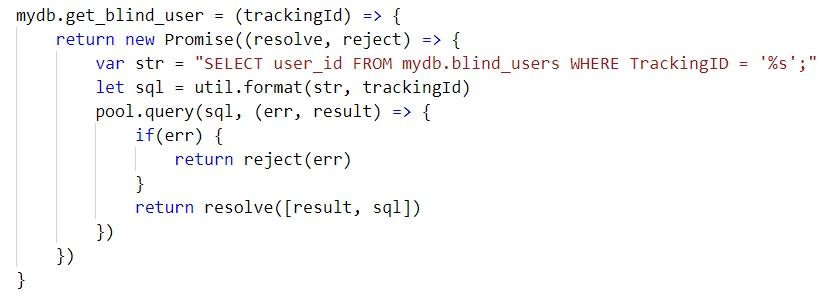 mydb.get_blind_user = (trackingId) => {
    return new Promise((resolve, reject) => {
        var str = "SELECT user_id FROM mydb.blind_users WHERE TrackingID = '%s';"
        let sql = util.format(str, trackingId)
        pool.query(sql, (err, result) => {
            if(err) {
                return reject(err)
            }
            return resolve([result, sql])
        })
    })
}